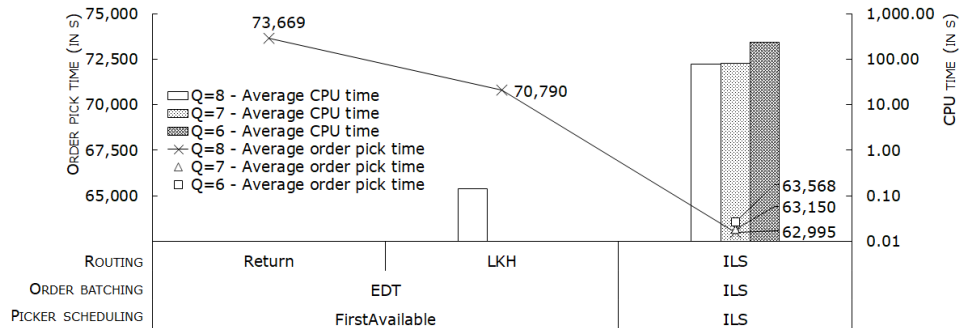 ORDER PICK TIME (IN S)
75,000
72,500
70,000
67,500
65,000
73,669
70,790
63,568
63,150
62,995
Q=8 - Average CPU time
Q=7 - Average CPU time
Q=6 - Average CPU time
Q=8 - Average order pick time
Q=7 - Average order pick time
Q=6 - Average order pick time
1,000.00
100.00
10.00
1.00
0.10
0.01
CPU TIME (IN S)
ROUTING Return LKH ILS
ORDER BATCHING EDT ILS
PICKER SCHEDULING FirstAvailable ILS